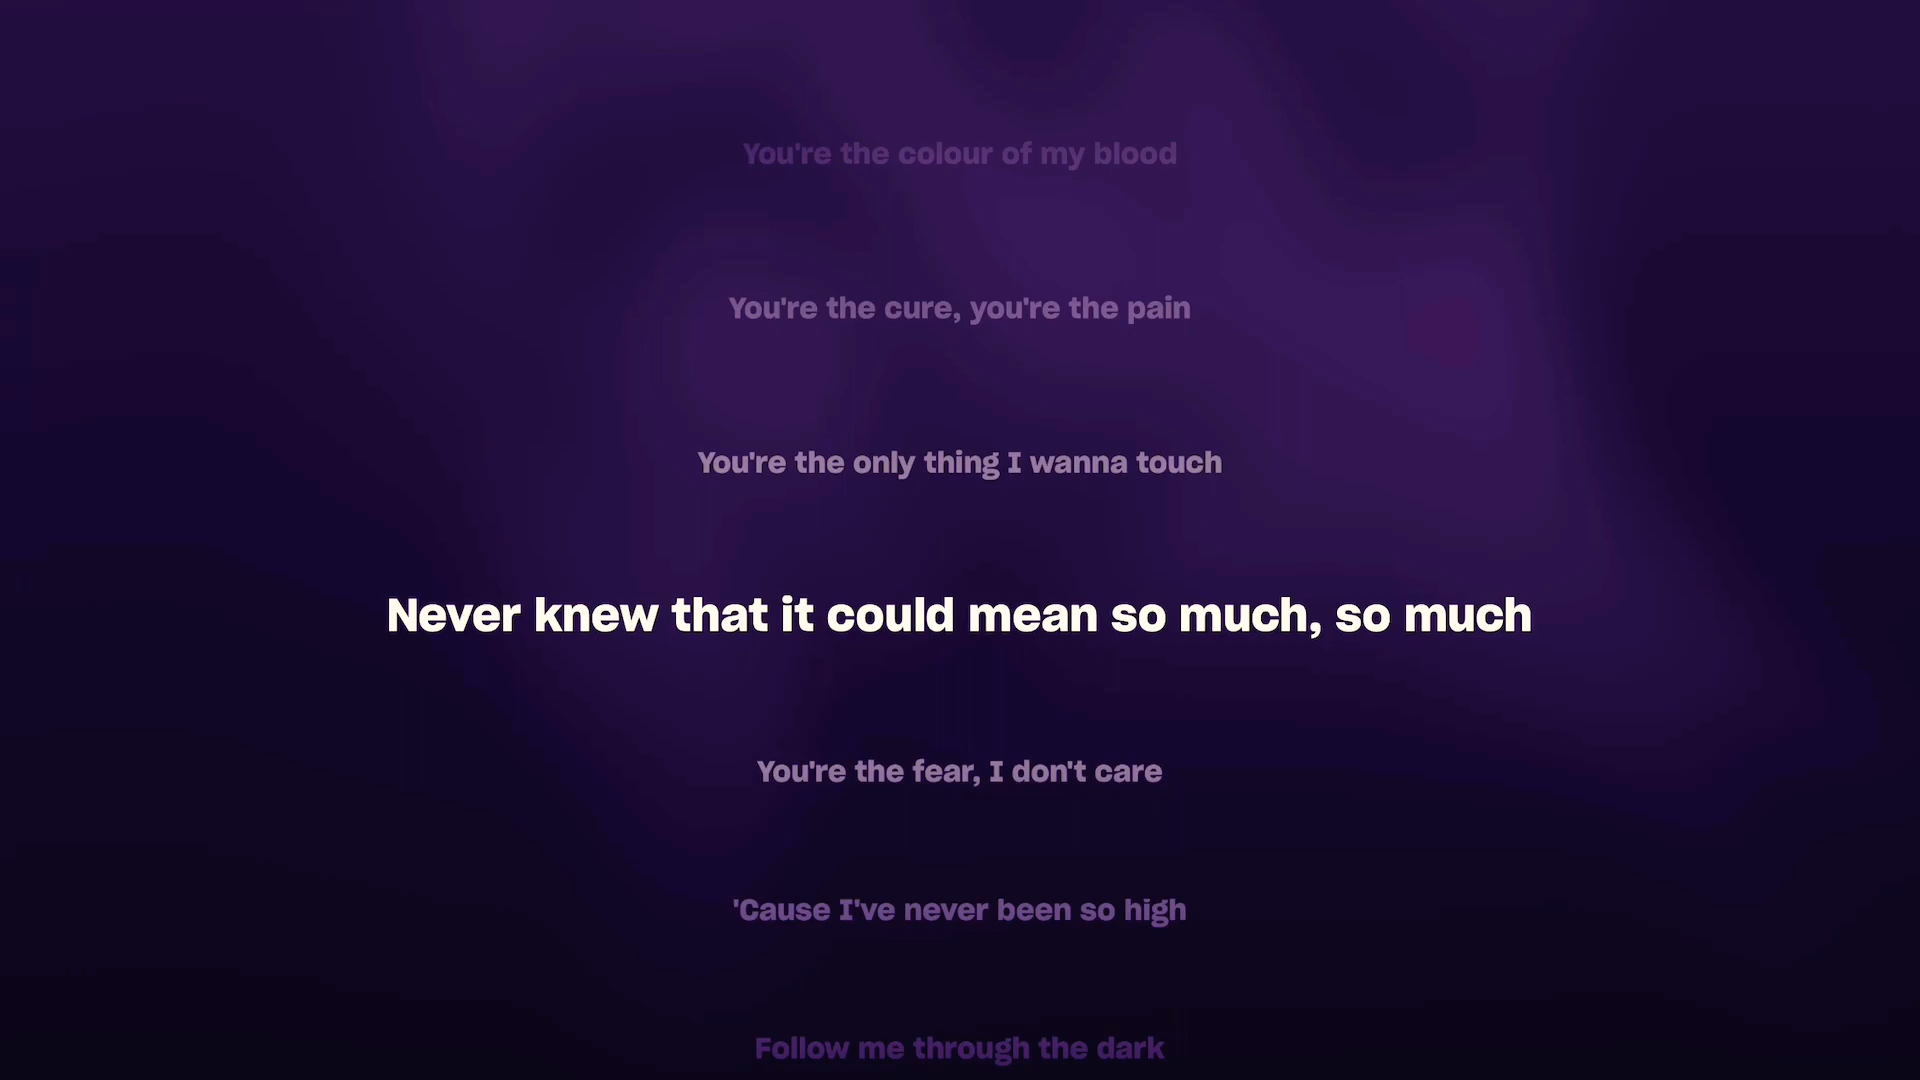 You're the colour of my blood
You're the cure, you're the pain
You're the only thing I wanna touch
Never knew that it could mean so much, so much
You're the fear, I don't care
'Cause I've never been so high
Follow me through the dark